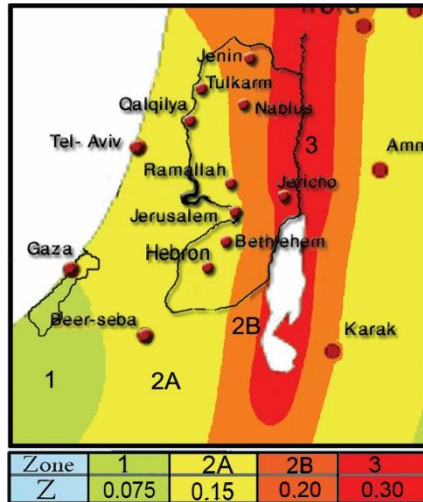 Jenin
Tulkarm
Qalqilya
Nablus
Tel- Aviv
3
Amm
Ramallah
Jericho
Jerusalem
Gaza
Hebron
Bethlehem
Beer-seba
2B
Karak
1
2A
Zone 1 2A 2B 3
Z 0.075 0.15 0.20 0.30